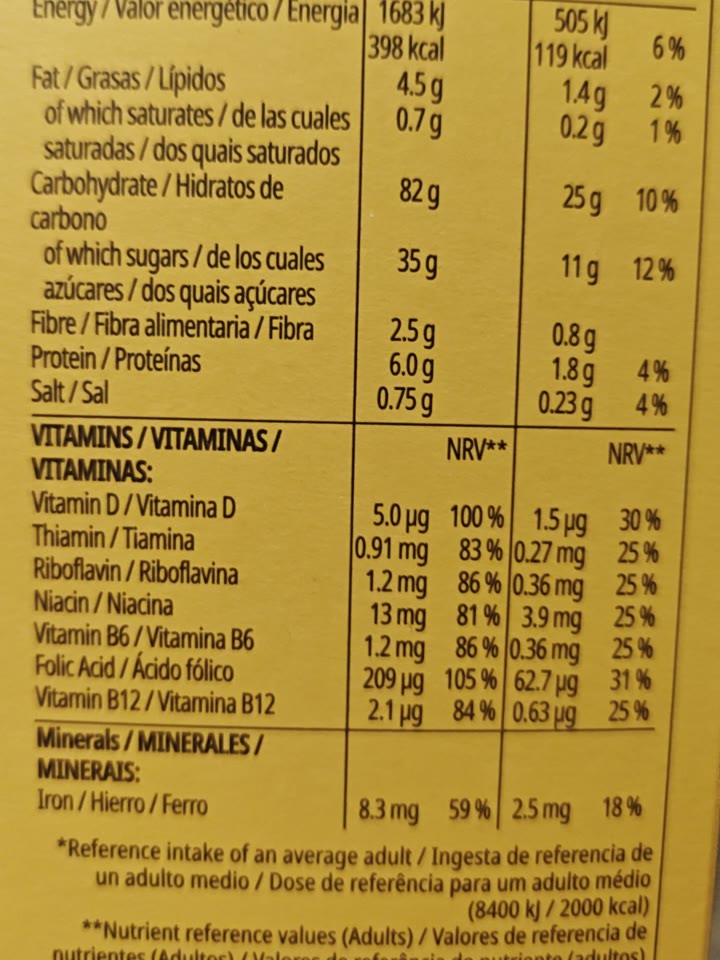 Energy / Valor energético / Energia 1683 kJ 505 kJ
398 kcal 119 kcal 6 %
Fat / Grasas / Lípidos 4.5 g 1.4 g 2 %
of which saturates / de las cuales 0.7 g 0.2 g 1 %
saturadas / dos quais saturados
Carbohydrate / Hidratos de 82 g 25 g 10 %
carbono
of which sugars / de los cuales 35 g 11 g 12 %
azúcares / dos quais açúcares
Fibre / Fibra alimentaria / Fibra 2.5 g 0.8 g
Protein / Proteínas 6.0 g 1.8 g 4 %
Salt / Sal 0.75 g 0.23 g 4 %
VITAMINS / VITAMINAS / NRV** NRV**
VITAMINAS:
Vitamin D / Vitamina D 5.0 µg 100 % 1.5 µg 30 %
Thiamin / Tiamina 0.91 mg 83 % 0.27 mg 25 %
Riboflavin / Riboflavina 1.2 mg 86 % 0.36 mg 25 %
Niacin / Niacina 13 mg 81 % 3.9 mg 25 %
Vitamin B6 / Vitamina B6 1.2 mg 86 % 0.36 mg 25 %
Folic Acid / Ácido fólico 209 µg 105 % 62.7 µg 31 %
Vitamin B12 / Vitamina B12 2.1 µg 84 % 0.63 µg 25 %
Minerals / MINERALES /
MINERAIS:
Iron / Hierro / Ferro 8.3 mg 59 % 2.5 mg 18 %
*Reference intake of an average adult / Ingesta de referencia de
un adulto medio / Dose de referência para um adulto médio
(8400 kJ / 2000 kcal)
**Nutrient reference values (Adults) / Valores de referencia de
nutrientes (Adultos) / Valores de referência do nutriente (adultos)